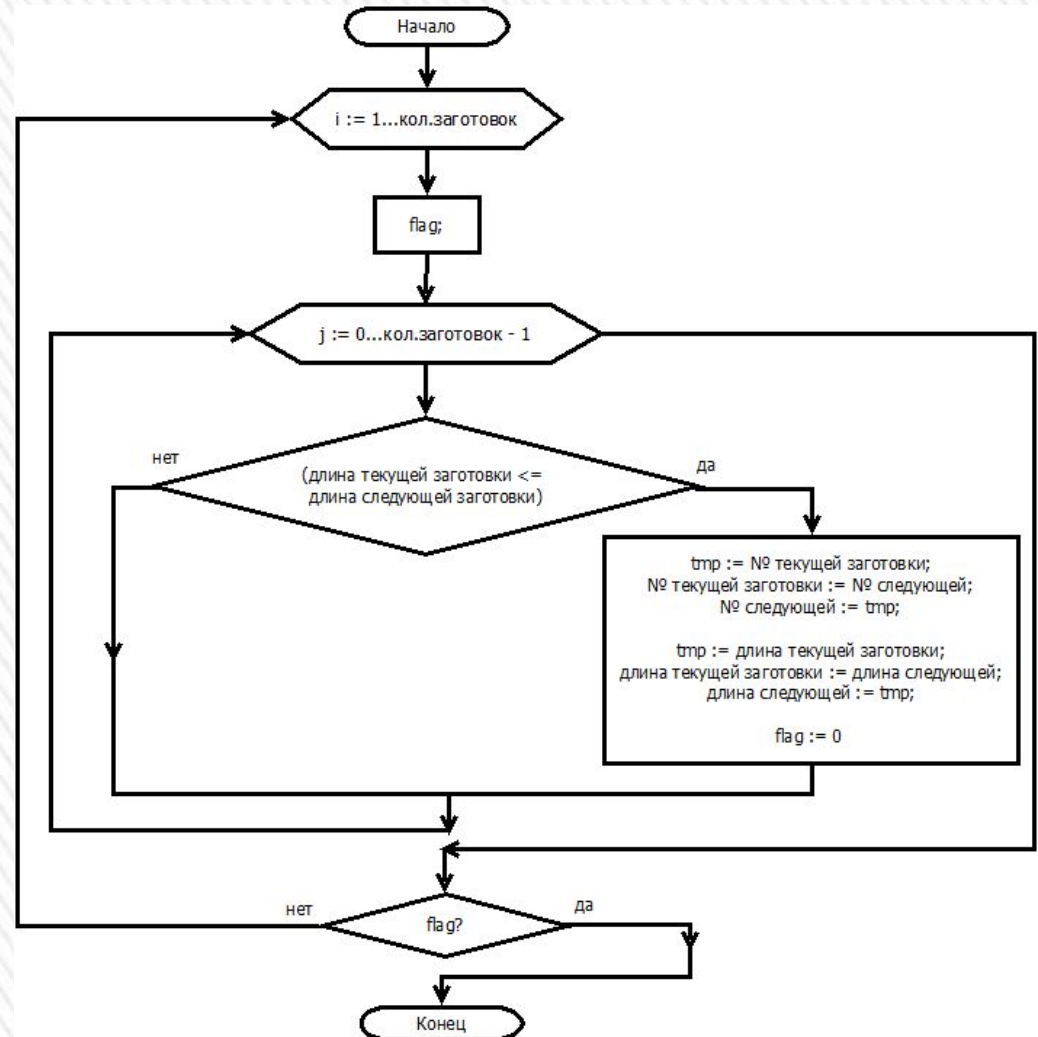 Начало
i := 1...кол.заготовок
flag;
j := 0...кол.заготовок - 1
нет
да
(длина текущей заготовки <=
длина следующей заготовки)
tmp := № текущей заготовки;
№ текущей заготовки := № следующей;
№ следующей := tmp;
tmp := длина текущей заготовки;
длина текущей заготовки := длина следующей;
длина следующей := tmp;
flag := 0
нет
да
flag?
Конец